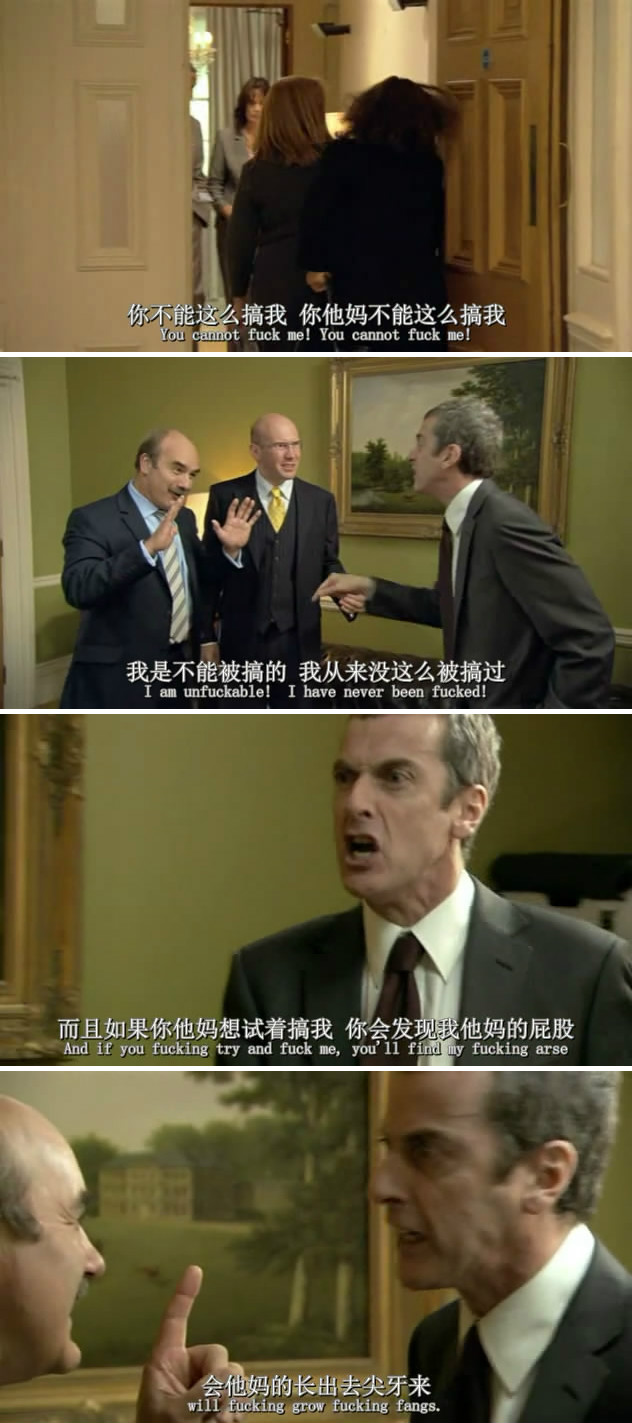 你不能这么搞我 你他妈不能这么搞我
You cannot fuck me! You cannot fuck me!
我是不能被搞的 我从来没这么被搞过
I am unfuckable! I have never been fucked!
而且如果你他妈想试着搞我 你会发现我他妈的屁股
And if you fucking try and fuck me, you'll find my fucking arse
会他妈的长出去尖牙来
will fucking grow fucking fangs.